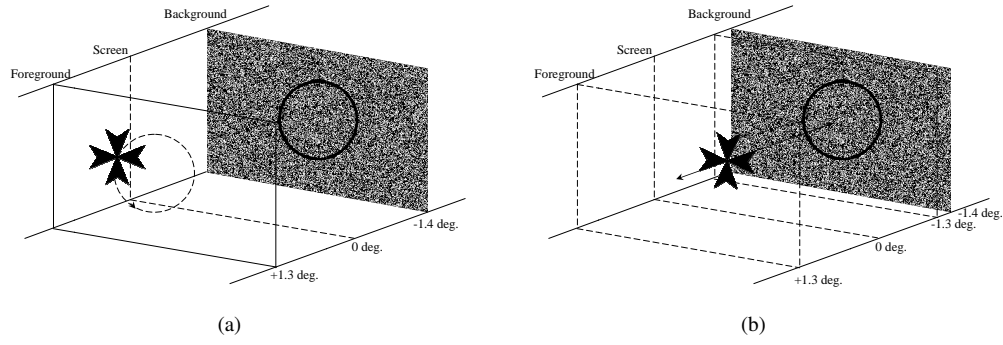 Background
Screen
Foreground
-1.4 deg.
0 deg.
+1.3 deg.
(a)
Background
Screen
Foreground
-1.4 deg.
-1.3 deg.
0 deg.
+1.3 deg.
(b)